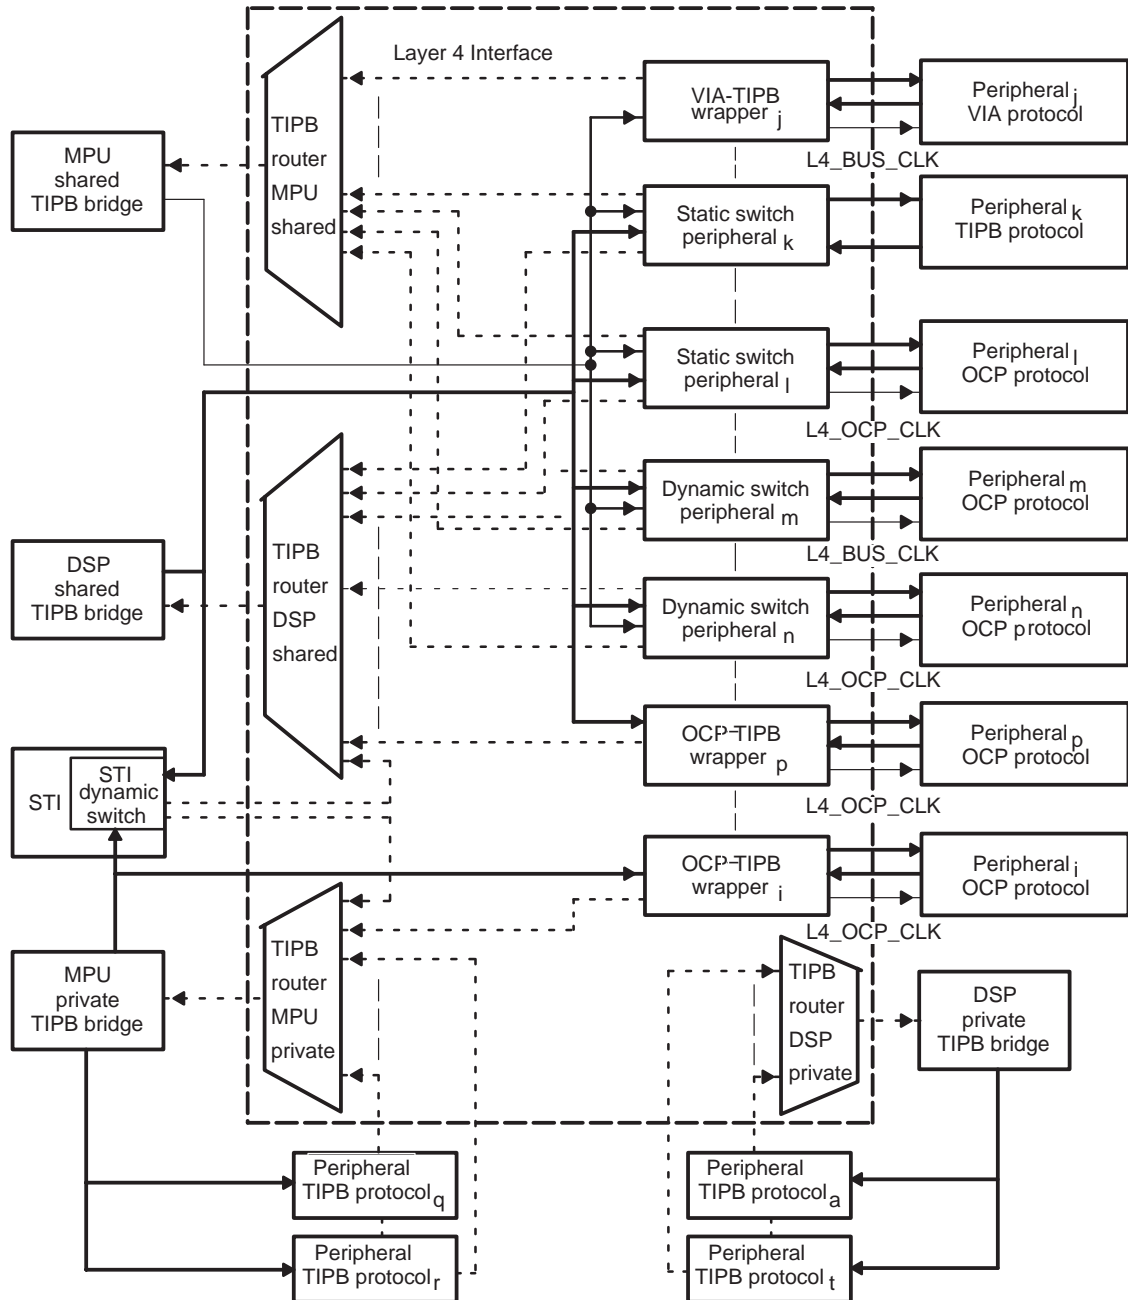 Layer 4 Interface
TIPB
router
MPU
shared
MPU
shared
TIPB bridge
VIA-TIPB
wrapper j
Peripheral j
VIA protocol
L4_BUS_CLK
Static switch
peripheral k
Peripheral k
TIPB protocol
Static switch
peripheral l
Peripheral l
OCP protocol
L4_OCP_CLK
Dynamic switch
peripheral m
Peripheral m
OCP protocol
L4_BUS_CLK
DSP
shared
TIPB bridge
TIPB
router
DSP
shared
Dynamic switch
peripheral n
Peripheral n
OCP protocol
L4_OCP_CLK
OCP-TIPB
wrapper p
Peripheral p
OCP protocol
L4_OCP_CLK
STI
STI
dynamic
switch
OCP-TIPB
wrapper i
Peripheral i
OCP protocol
L4_OCP_CLK
MPU
private
TIPB bridge
TIPB
router
MPU
private
TIPB
router
DSP
private
DSP
private
TIPB bridge
Peripheral
TIPB protocol q
Peripheral
TIPB protocol a
Peripheral
TIPB protocol r
Peripheral
TIPB protocol t